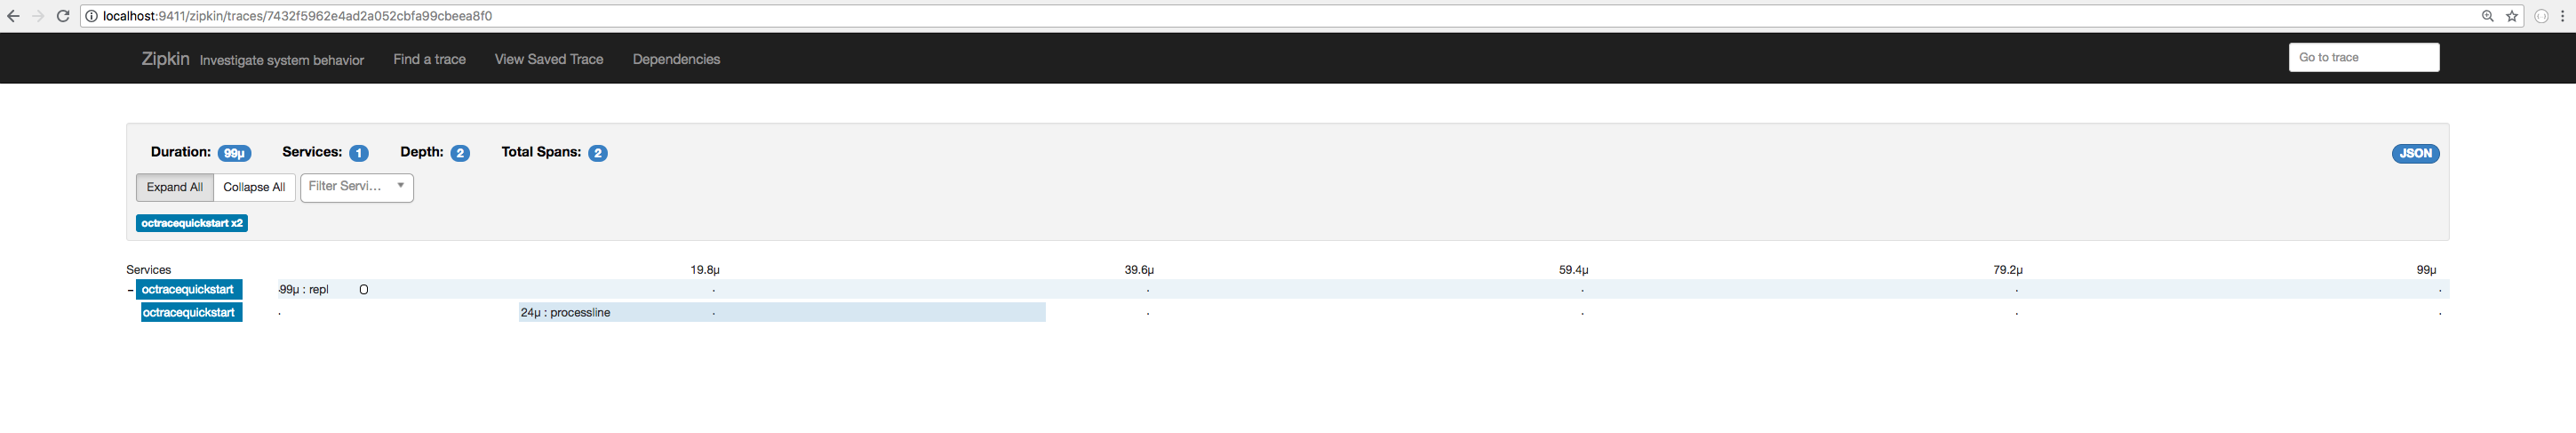 localhost:9411/zipkin/traces/7432f5962e4ad2a052cbfa99cbeea8f0
Zipkin Investigate system behavior Find a trace View Saved Trace Dependencies Go to trace
Duration: 99μ Services: 1 Depth: 2 Total Spans: 2 JSON
Expand All Collapse All Filter Servi...
octracequickstart x2
Services 19.8μ 39.6μ 59.4μ 79.2μ 99μ
- octracequickstart .99μ : repl . . . . .
octracequickstart . 24μ : processline . . . . .